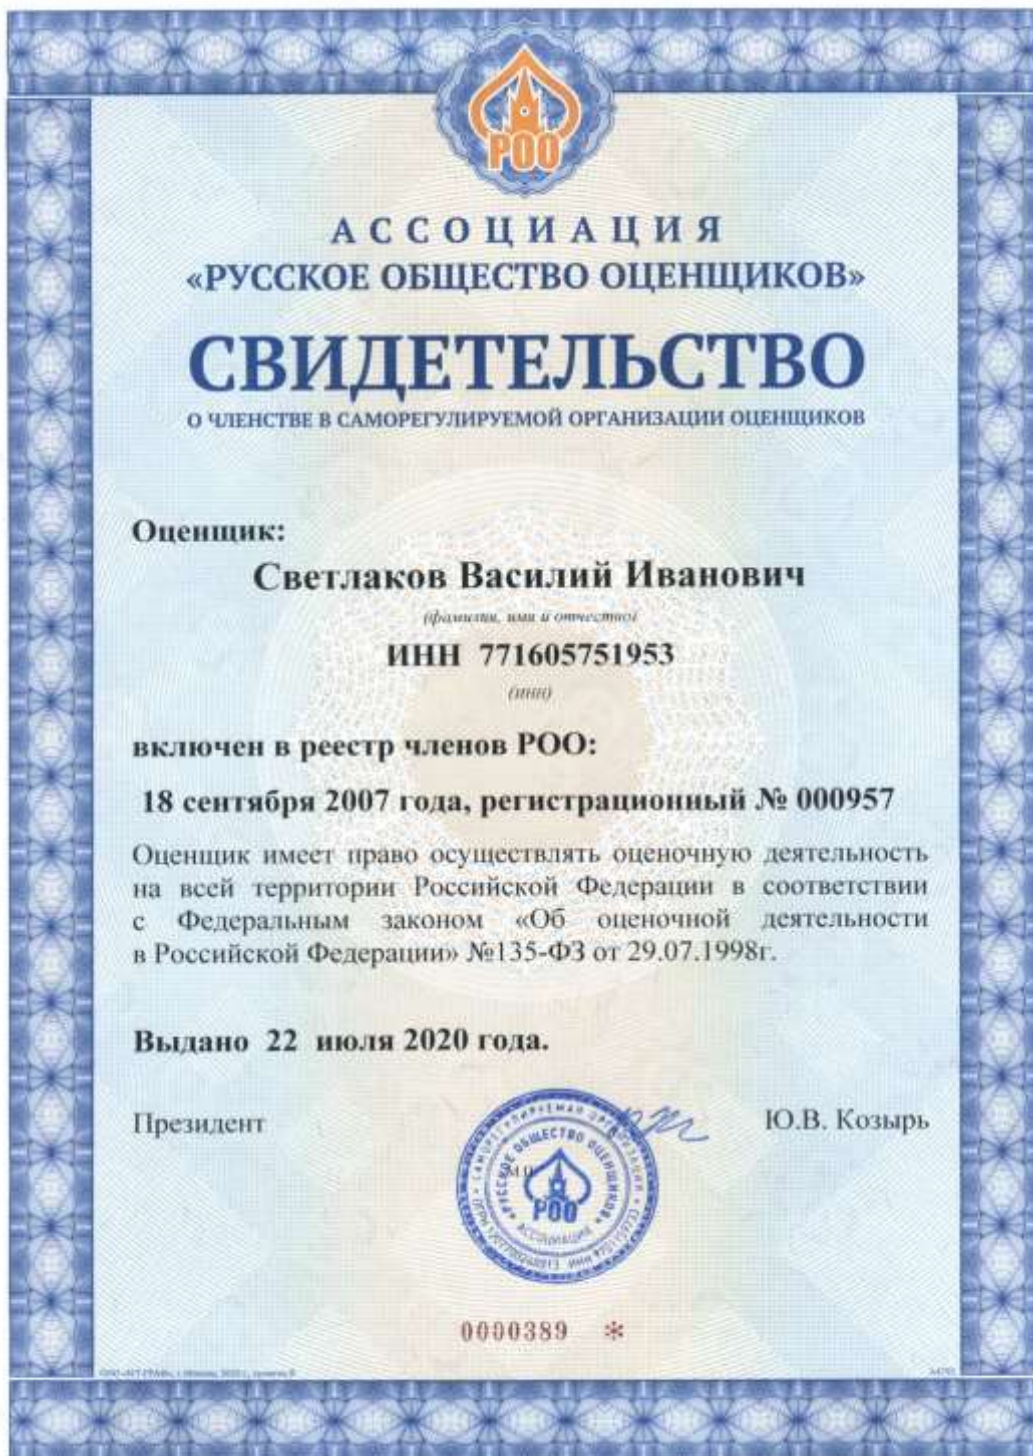 РОО
АССОЦИАЦИЯ
«РУССКОЕ ОБЩЕСТВО ОЦЕНЩИКОВ»
СВИДЕТЕЛЬСТВО
О ЧЛЕНСТВЕ В САМОРЕГУЛИРУЕМОЙ ОРГАНИЗАЦИИ ОЦЕНЩИКОВ
Оценщик:
Светлаков Василий Иванович
(фамилия, имя и отчество)
ИНН 771605751953
(инн)
включен в реестр членов РОО:
18 сентября 2007 года, регистрационный № 000957
Оценщик имеет право осуществлять оценочную деятельность
на всей территории Российской Федерации в соответствии
с Федеральным законом «Об оценочной деятельности
в Российской Федерации» №135-ФЗ от 29.07.1998г.
Выдано 22 июля 2020 года.
Президент
Ю.В. Козырь
САМОРЕГУЛИРУЕМАЯ ОРГАНИЗАЦИЯ
«РУССКОЕ ОБЩЕСТВО ОЦЕНЩИКОВ»
РОО
АССОЦИАЦИЯ
0000389 *